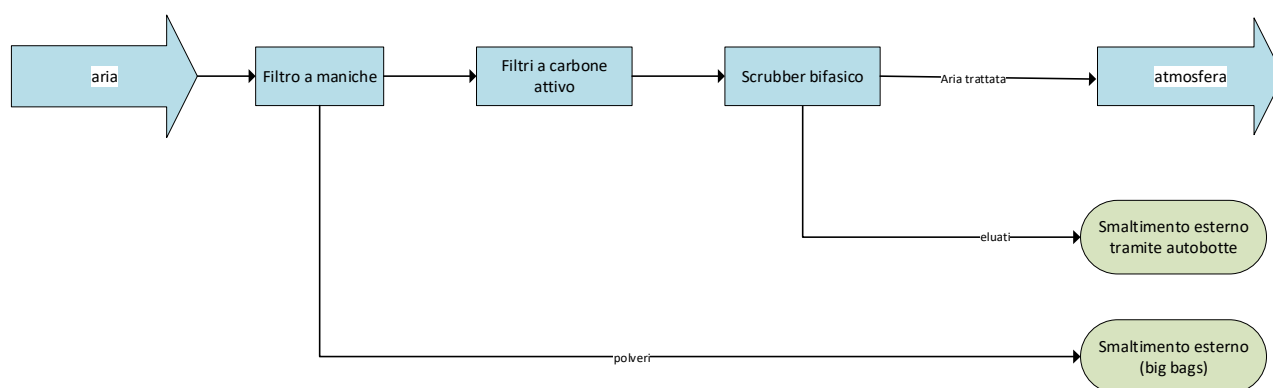 aria
Filtro a maniche
Filtri a carbone
attivo
Scrubber bifasico
Aria trattata
atmosfera
eluati
Smaltimento esterno
tramite autobotte
polveri
Smaltimento esterno
(big bags)